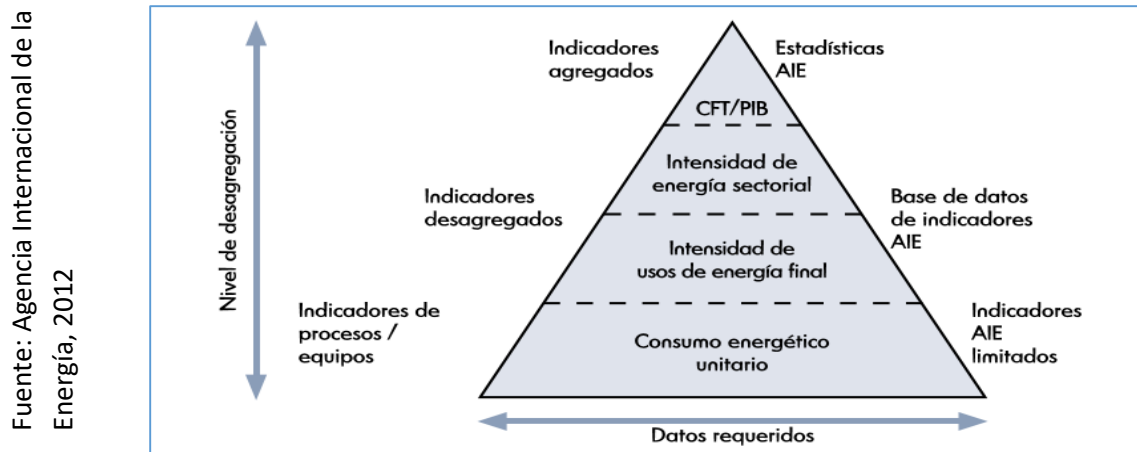 Fuente: Agencia Internacional de la
Energía, 2012
Nivel de desagregación
Indicadores
agregados
Estadísticas
AIE
CFT/PIB
Intensidad de
energía sectorial
Indicadores
desagregados
Base de datos
de indicadores
AIE
Intensidad de
usos de energía final
Indicadores de
procesos /
equipos
Consumo energético
unitario
Indicadores
AIE
limitados
Datos requeridos